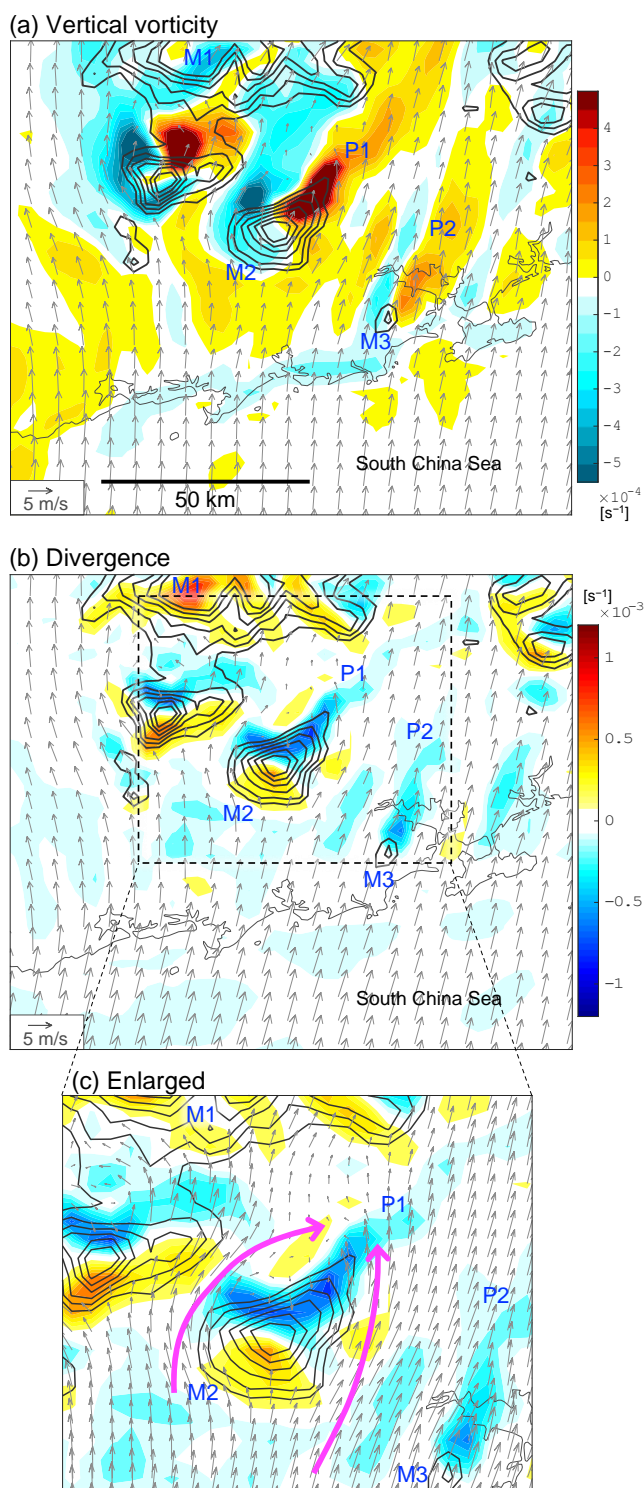 (a) Vertical vorticity
M1
P1
P2
M2
M3
South China Sea
50 km
5 m/s
4
3
2
1
0
−1
−2
−3
−4
−5
×10⁻⁴
[s⁻¹]
(b) Divergence
[s⁻¹]
×10⁻³
M1
P1
P2
M2
M3
South China Sea
5 m/s
1
0.5
0
−0.5
−1
(c) Enlarged
M1
P1
P2
M2
M3